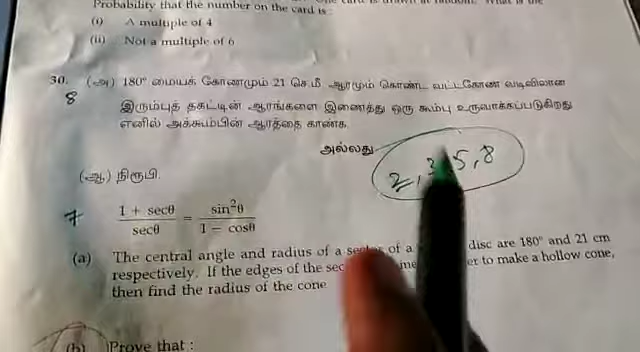 Probability that the number on the card is :
(i) A multiple of 4
(ii) Not a multiple of 6
30. (அ) 180° மையக் கோணமும் 21 செ.மீ ஆரமும் கொண்ட வட்டகோண வடிவிலான
8 இரும்புத் தகட்டின் ஆரங்களை இணைத்து ஒரு கூம்பு உருவாக்கப்படுகிறது
எனில் அக்கூம்பின் ஆரத்தை காண்க.
அல்லது
2, 3, 5, 8
(ஆ) நிரூபி.
7 (1 + secθ)/secθ = sin²θ/(1 − cosθ)
(a) The central angle and radius of a sector of a disc are 180° and 21 cm
respectively. If the edges of the to make a hollow cone,
then find the radius of the cone
(b) Prove that :